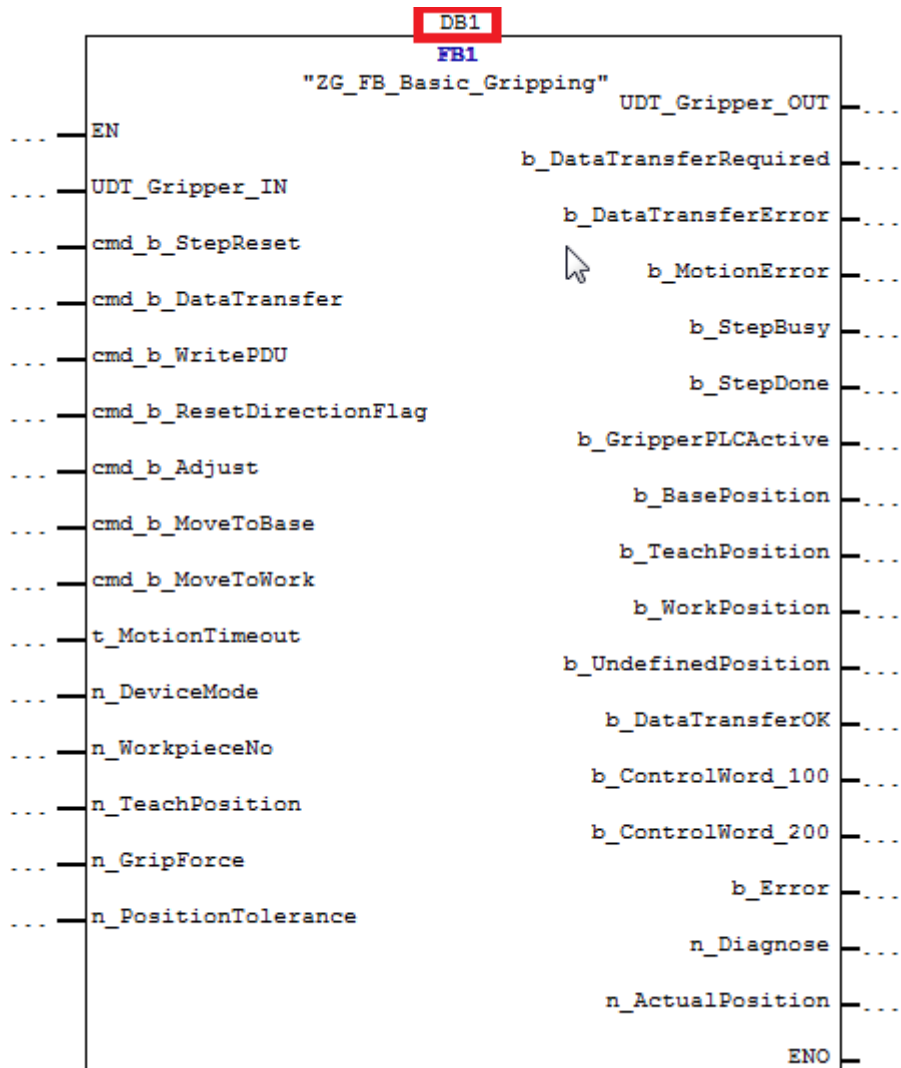 DB1
FB1
"ZG_FB_Basic_Gripping"
UDT_Gripper_OUT
... EN
b_DataTransferRequired
... UDT_Gripper_IN
b_DataTransferError
... cmd_b_StepReset
b_MotionError
... cmd_b_DataTransfer
b_StepBusy
... cmd_b_WritePDU
b_StepDone
... cmd_b_ResetDirectionFlag
b_GripperPLCActive
... cmd_b_Adjust
b_BasePosition
... cmd_b_MoveToBase
b_TeachPosition
... cmd_b_MoveToWork
b_WorkPosition
... t_MotionTimeout
b_UndefinedPosition
... n_DeviceMode
b_DataTransferOK
... n_WorkpieceNo
b_ControlWord_100
... n_TeachPosition
b_ControlWord_200
... n_GripForce
b_Error
... n_PositionTolerance
n_Diagnose
n_ActualPosition
ENO